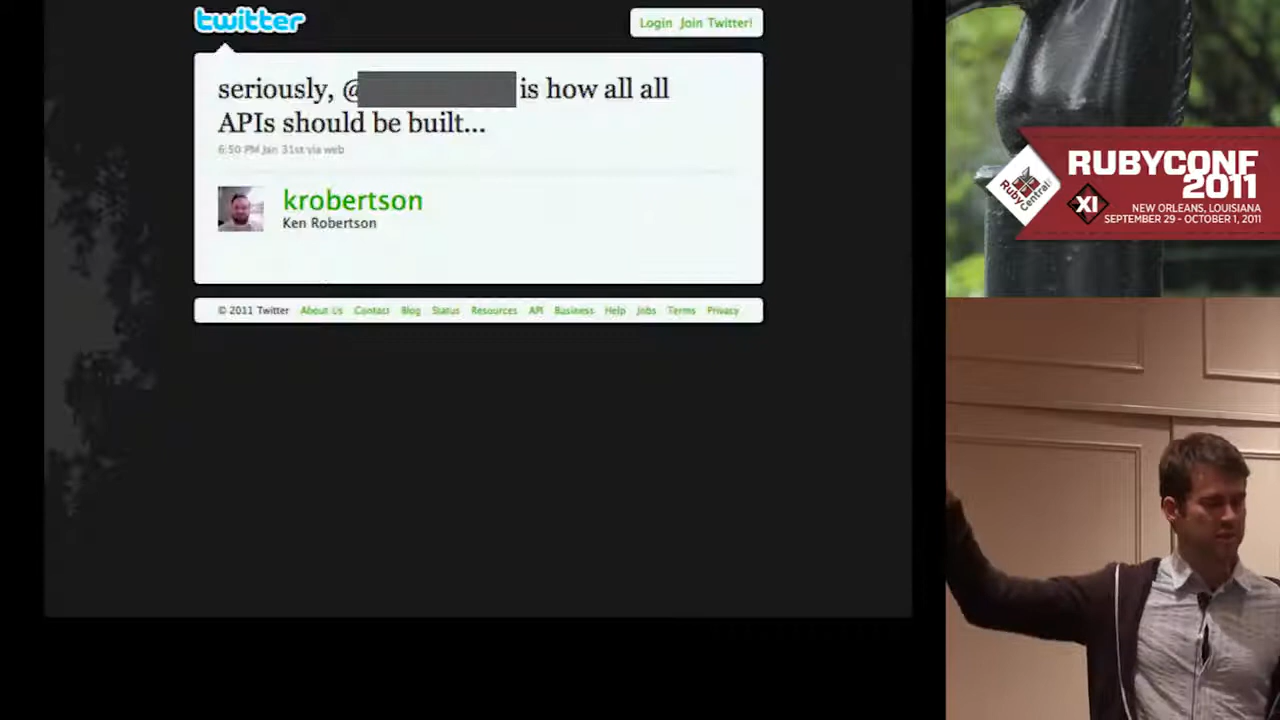 twitter
Login Join Twitter!
seriously, @ is how all all
APIs should be built...
6:50 PM Jan 31st via web
krobertson
Ken Robertson
© 2011 Twitter About Us Contact Blog Status Resources API Business Help Jobs Terms Privacy
RUBYCONF
2011
Ruby Central
XI
NEW ORLEANS, LOUISIANA
SEPTEMBER 29 - OCTOBER 1, 2011